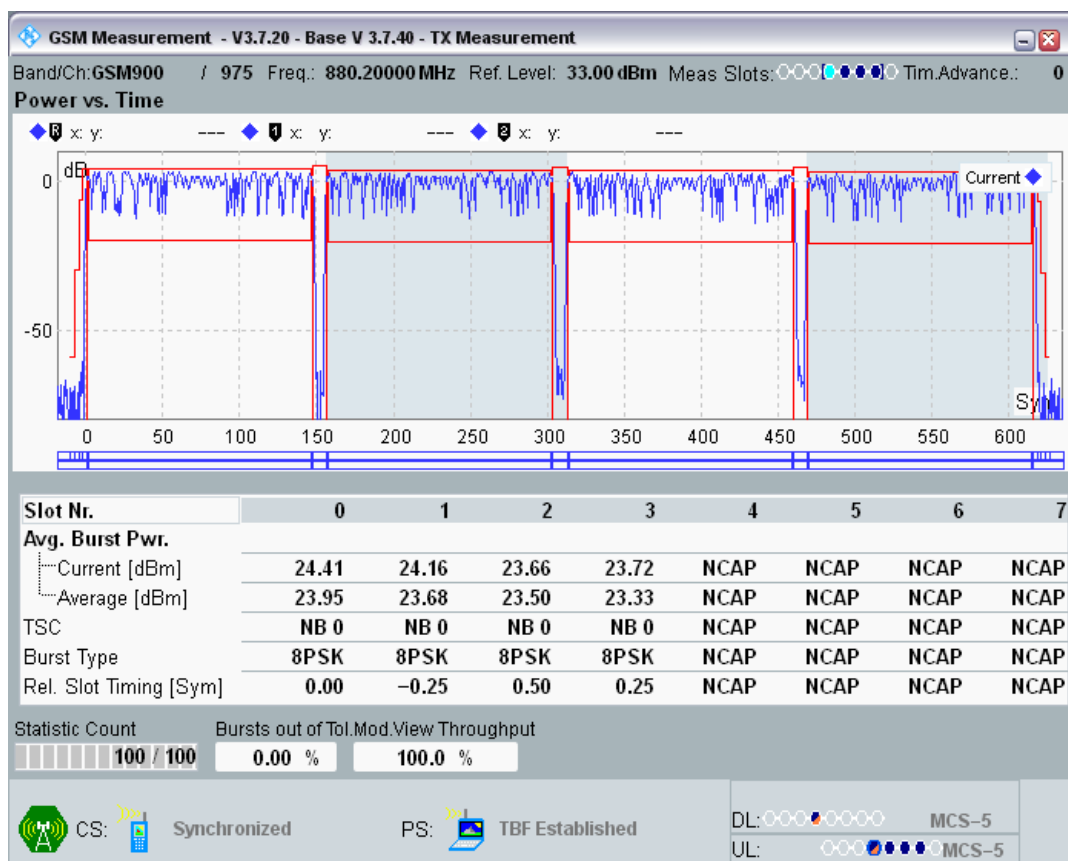 GSM Measurement - V3.7.20 - Base V 3.7.40 - TX Measurement
Band/Ch:GSM900 / 975 Freq.: 880.20000 MHz Ref. Level: 33.00 dBm Meas Slots: Tim.Advance.: 0
Power vs. Time
R x: y: --- 1 x: y: --- 2 x: y: ---
dB
Current
0
-50
Sym
0 50 100 150 200 250 300 350 400 450 500 550 600
Slot Nr. 0 1 2 3 4 5 6 7
Avg. Burst Pwr.
Current [dBm] 24.41 24.16 23.66 23.72 NCAP NCAP NCAP NCAP
Average [dBm] 23.95 23.68 23.50 23.33 NCAP NCAP NCAP NCAP
TSC NB 0 NB 0 NB 0 NB 0 NCAP NCAP NCAP NCAP
Burst Type 8PSK 8PSK 8PSK 8PSK NCAP NCAP NCAP NCAP
Rel. Slot Timing [Sym] 0.00 −0.25 0.50 0.25 NCAP NCAP NCAP NCAP
Statistic Count Bursts out of Tol.Mod.View Throughput
100 / 100 0.00 % 100.0 %
CS: Synchronized PS: TBF Established
DL: MCS−5
UL: MCS−5